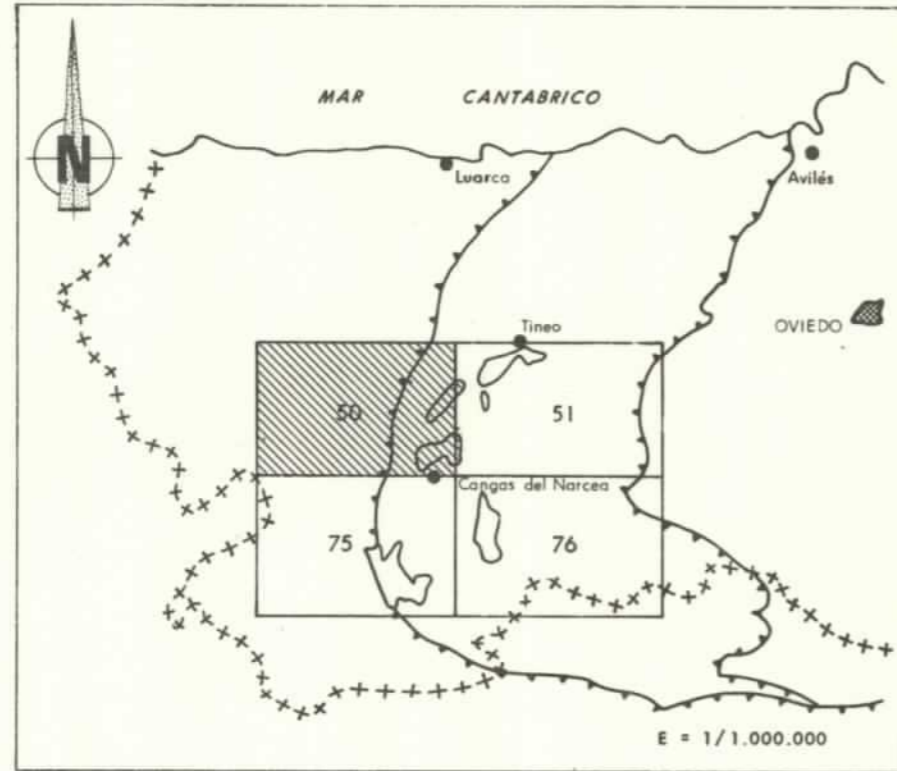 MAR CANTABRICO
N
Luarca
Avilés
OVIEDO
Tineo
50
51
Cangas del Narcea
75
76
E = 1/1.000.000